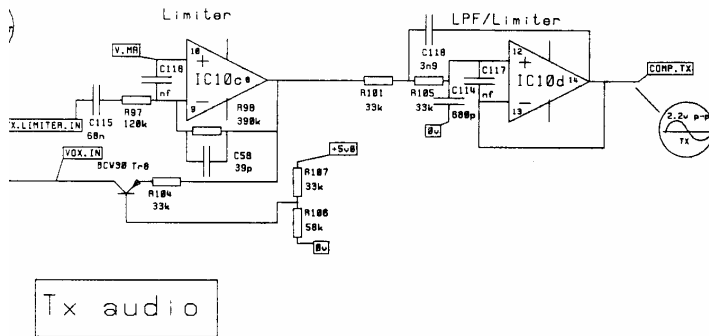 Limiter
LPF/Limiter
V.MR
C116
nf
10
+
IC10c
8
9
-
C118
3n9
R101
33k
R105
33k
C114
680p
0v
C117
nf
12
+
IC10d
14
-
13
COMP.TX
2.2v p-p
TX
X.LIMITER.IN
C115
68n
R97
120k
R98
390k
C58
39p
VOX.IN
BCW30 Tr8
R104
33k
+5v0
R107
33k
R106
58k
0v
Tx audio